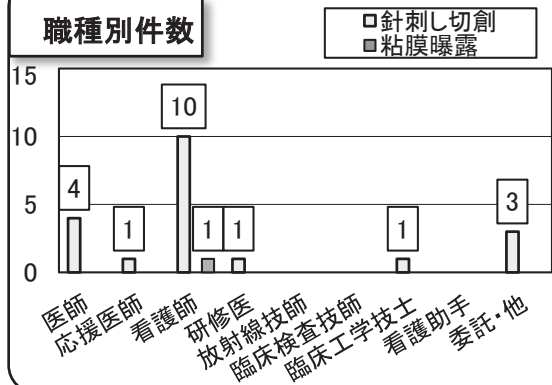 職種別件数
針刺し切創
粘膜曝露
15
10
5
0
4
1
10
1
1
1
3
医師
応援医師
看護師
研修医
放射線技師
臨床検査技師
臨床工学技士
看護助手
委託・他